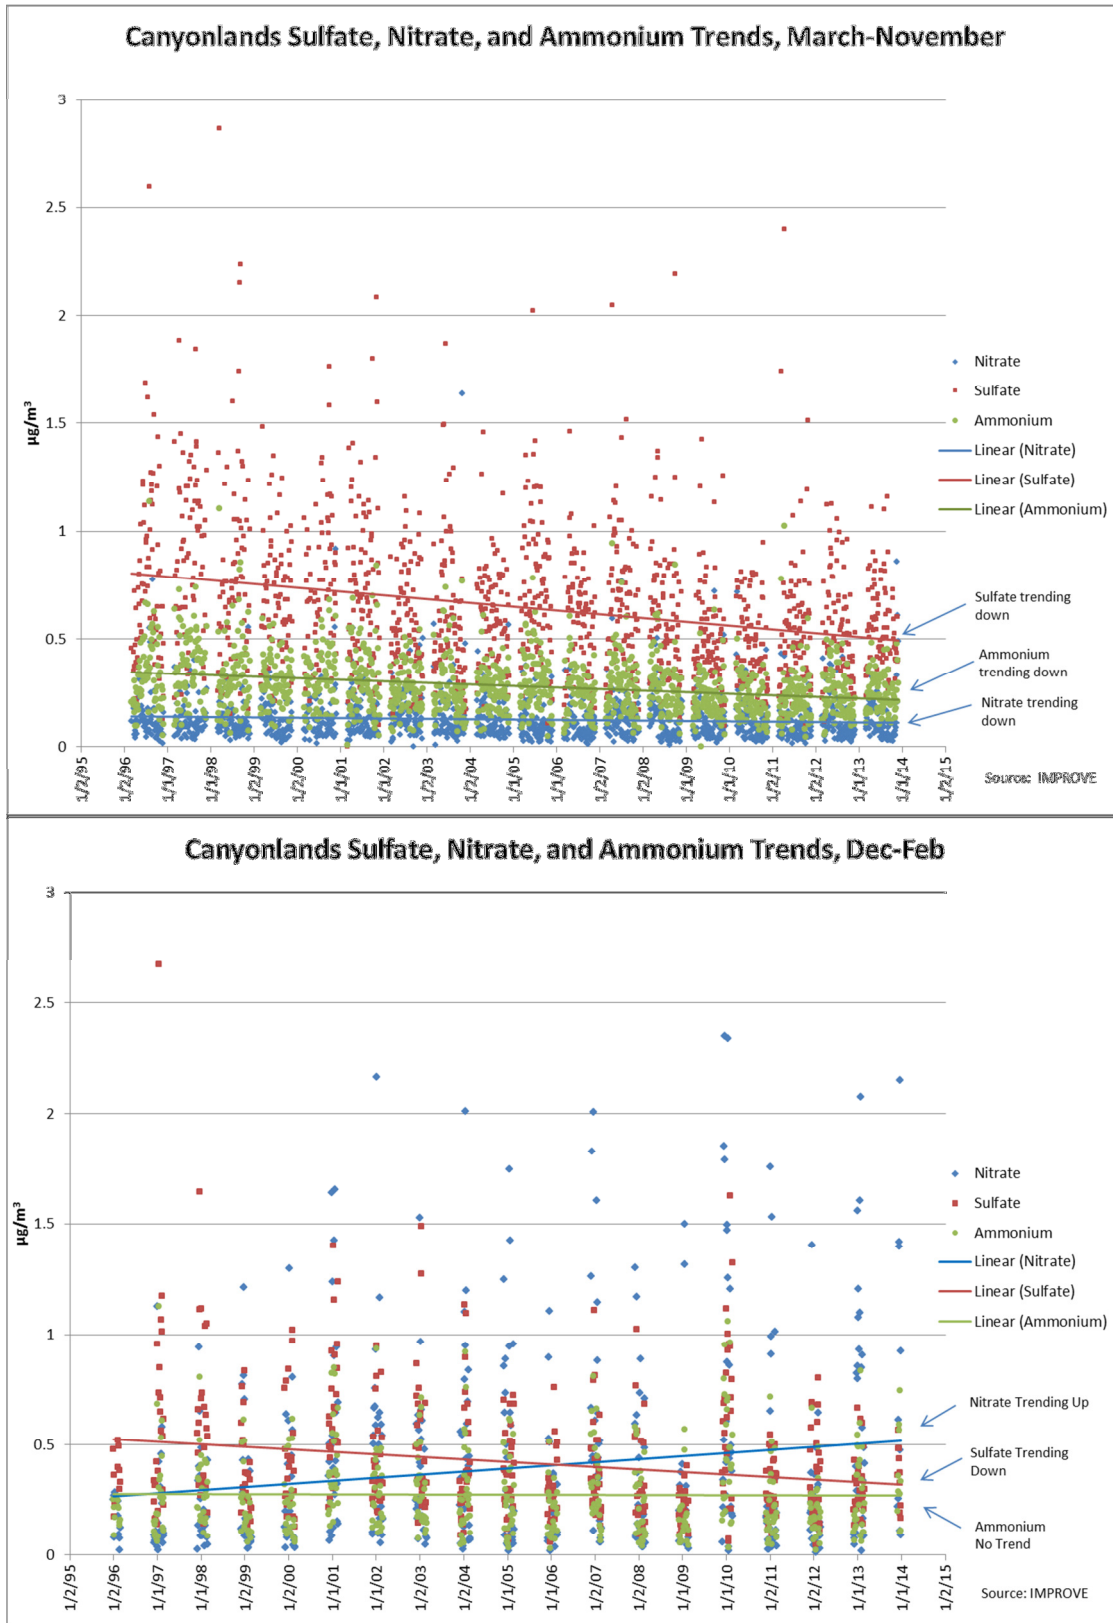 Canyonlands Sulfate, Nitrate, and Ammonium Trends, March-November
3
2.5
2
1.5
1
0.5
0
µg/m³
Nitrate
Sulfate
Ammonium
Linear (Nitrate)
Linear (Sulfate)
Linear (Ammonium)
Sulfate trending
down
Ammonium
trending down
Nitrate trending
down
1/2/95
1/2/96
1/1/97
1/1/98
1/2/99
1/2/00
1/1/01
1/1/02
1/2/03
1/2/04
1/1/05
1/1/06
1/2/07
1/2/08
1/1/09
1/1/10
1/2/11
1/2/12
1/1/13
1/1/14
1/2/15
Source: IMPROVE
Canyonlands Sulfate, Nitrate, and Ammonium Trends, Dec-Feb
3
2.5
2
1.5
1
0.5
0
µg/m³
Nitrate
Sulfate
Ammonium
Linear (Nitrate)
Linear (Sulfate)
Linear (Ammonium)
Nitrate Trending Up
Sulfate Trending
Down
Ammonium
No Trend
1/2/95
1/2/96
1/1/97
1/1/98
1/2/99
1/2/00
1/1/01
1/1/02
1/2/03
1/2/04
1/1/05
1/1/06
1/2/07
1/2/08
1/1/09
1/1/10
1/2/11
1/2/12
1/1/13
1/1/14
1/2/15
Source: IMPROVE